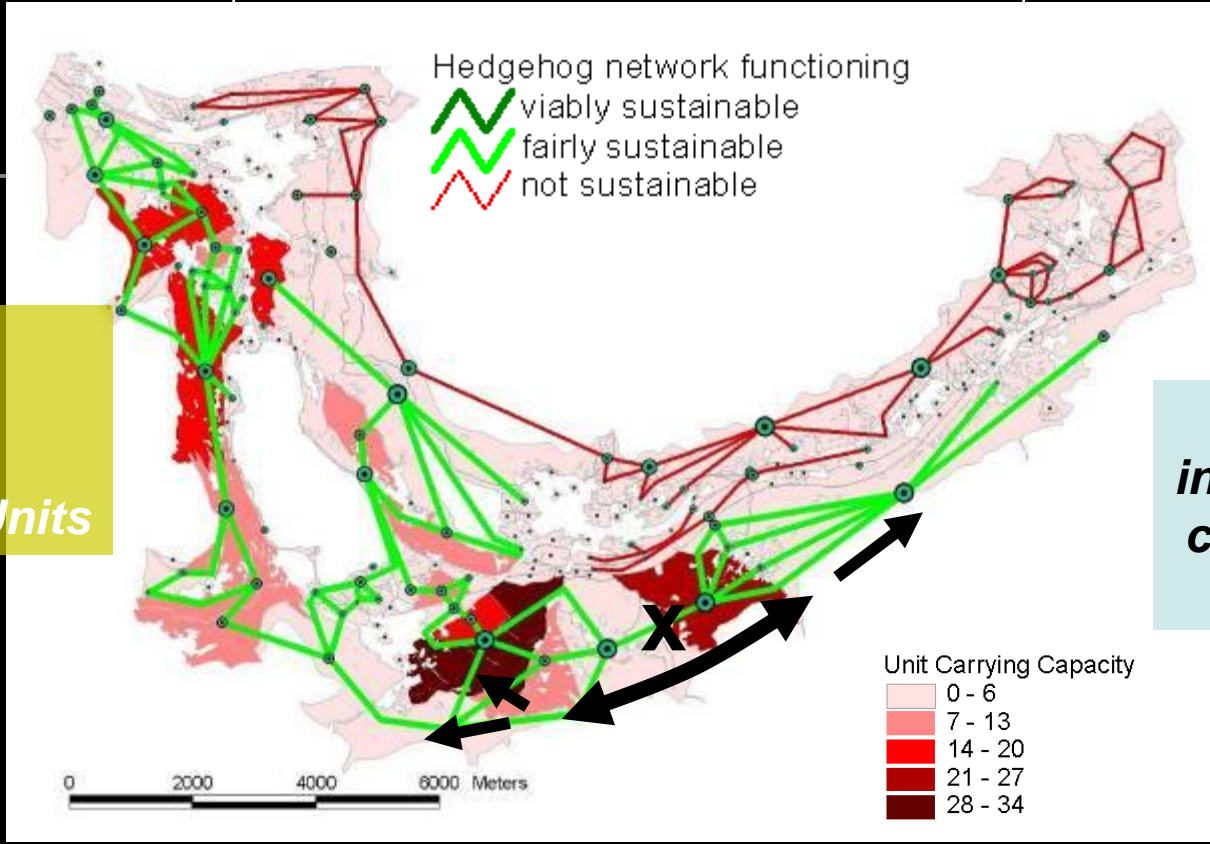 Hedgehog network functioning
viably sustainable
fairly sustainable
not sustainable
Units
in
c
X
Unit Carrying Capacity
0 - 6
7 - 13
14 - 20
21 - 27
28 - 34
0 2000 4000 6000 Meters